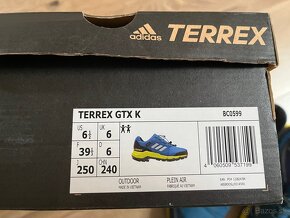 adidas TERREX
TERREX GTX K
BC0599
US 6½ UK 6
F 39⅓ D 6
J 250 CHN 240
OUTDOOR PLEIN AIR
MADE IN VIETNAM FABRIQUÉ AU VIETNAM
4060509537199